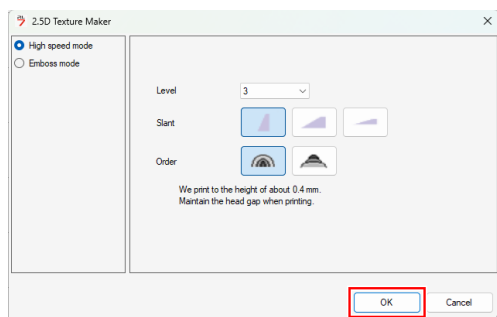 2.5D Texture Maker
High speed mode
Emboss mode
Level 3
Slant
Order
We print to the height of about 0.4 mm.
Maintain the head gap when printing.
OK Cancel